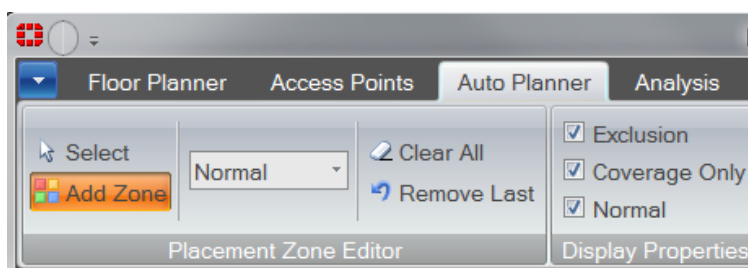 Floor Planner Access Points Auto Planner Analysis
Select
Add Zone
Normal
Clear All
Remove Last
Placement Zone Editor
Exclusion
Coverage Only
Normal
Display Properties